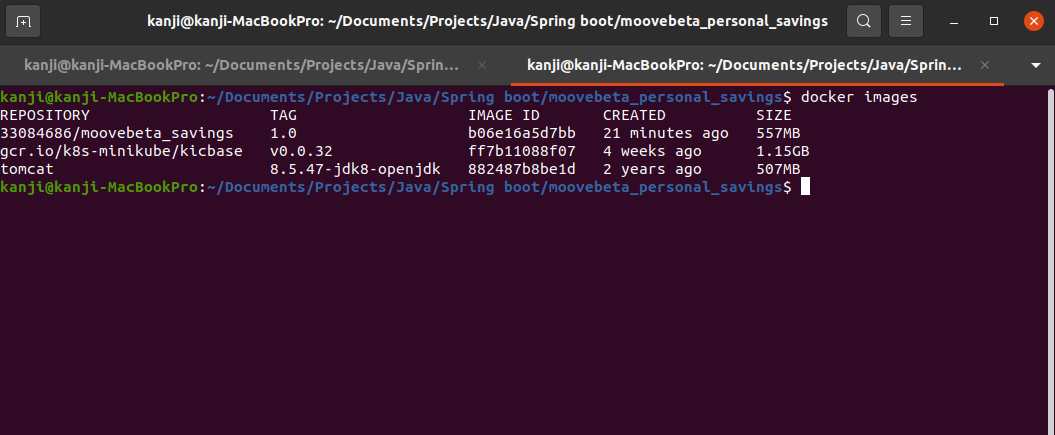 kanji@kanji-MacBookPro: ~/Documents/Projects/Java/Spring boot/moovebeta_personal_savings
kanji@kanji-MacBookPro: ~/Documents/Projects/Java/Sprin...
kanji@kanji-MacBookPro: ~/Documents/Projects/Java/Sprin...
kanji@kanji-MacBookPro:~/Documents/Projects/Java/Spring boot/moovebeta_personal_savings$ docker images
REPOSITORY TAG IMAGE ID CREATED SIZE
33084686/moovebeta_savings 1.0 b06e16a5d7bb 21 minutes ago 557MB
gcr.io/k8s-minikube/kicbase v0.0.32 ff7b11088f07 4 weeks ago 1.15GB
tomcat 8.5.47-jdk8-openjdk 882487b8be1d 2 years ago 507MB
kanji@kanji-MacBookPro:~/Documents/Projects/Java/Spring boot/moovebeta_personal_savings$